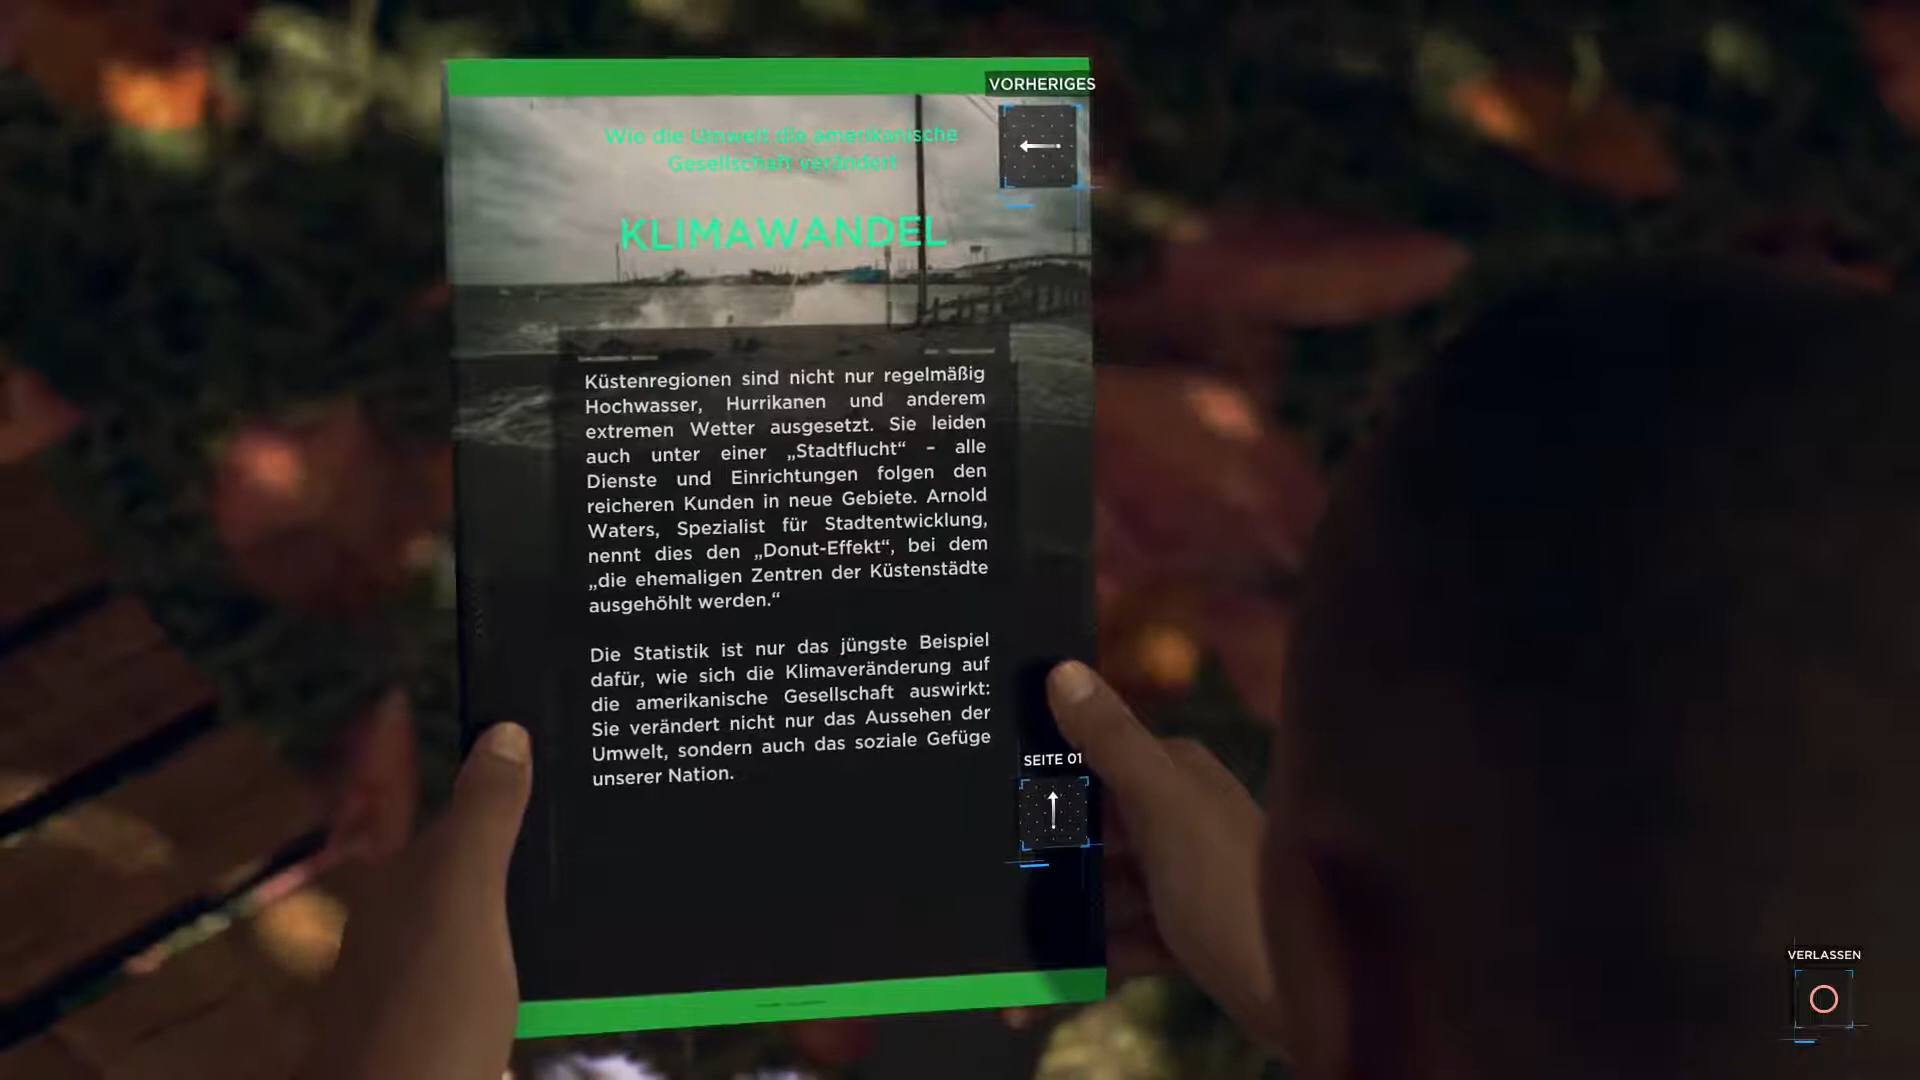 VORHERIGES
Wie die Umwelt die amerikanische
Gesellschaft verändert
KLIMAWANDEL
Küstenregionen sind nicht nur regelmäßig
Hochwasser, Hurrikanen und anderem
extremen Wetter ausgesetzt. Sie leiden
auch unter einer „Stadtflucht“ – alle
Dienste und Einrichtungen folgen den
reicheren Kunden in neue Gebiete. Arnold
Waters, Spezialist für Stadtentwicklung,
nennt dies den „Donut-Effekt“, bei dem
„die ehemaligen Zentren der Küstenstädte
ausgehöhlt werden.“
Die Statistik ist nur das jüngste Beispiel
dafür, wie sich die Klimaveränderung auf
die amerikanische Gesellschaft auswirkt:
Sie verändert nicht nur das Aussehen der
Umwelt, sondern auch das soziale Gefüge
unserer Nation.
SEITE 01
VERLASSEN